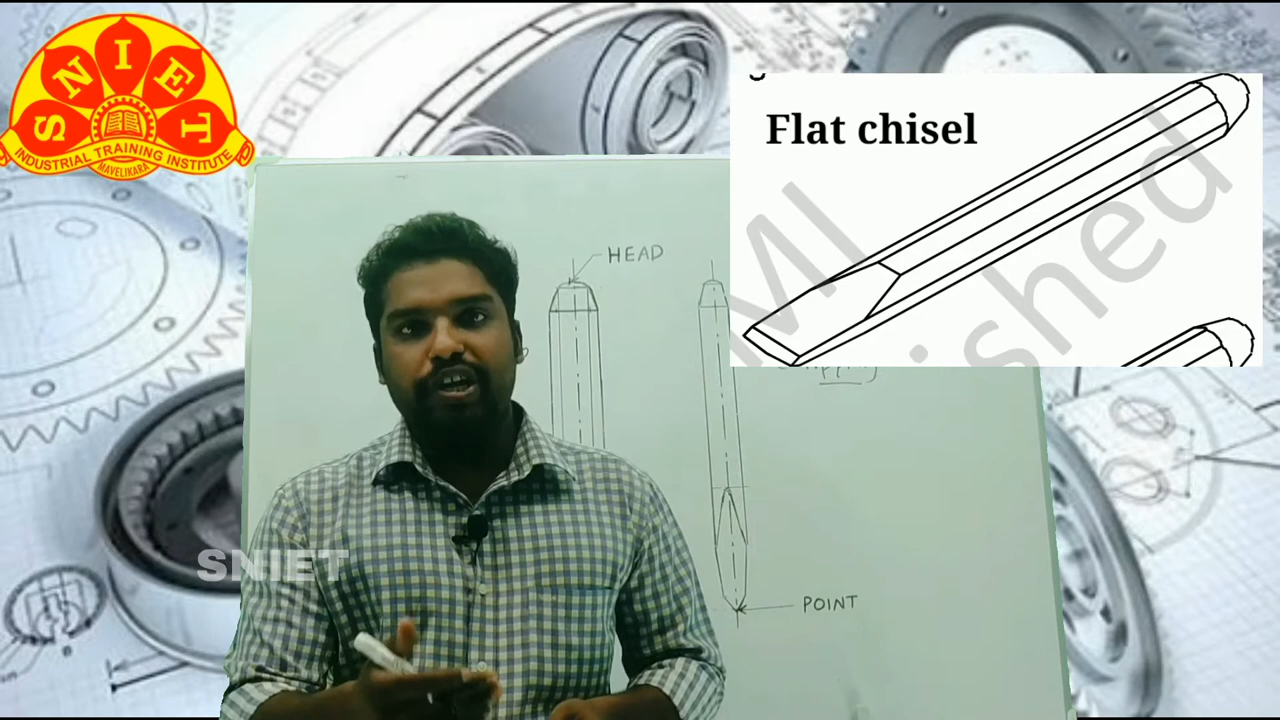 SNIET
INDUSTRIAL TRAINING INSTITUTE
MAVELIKARA
Flat chisel
HEAD
SNIET
POINT